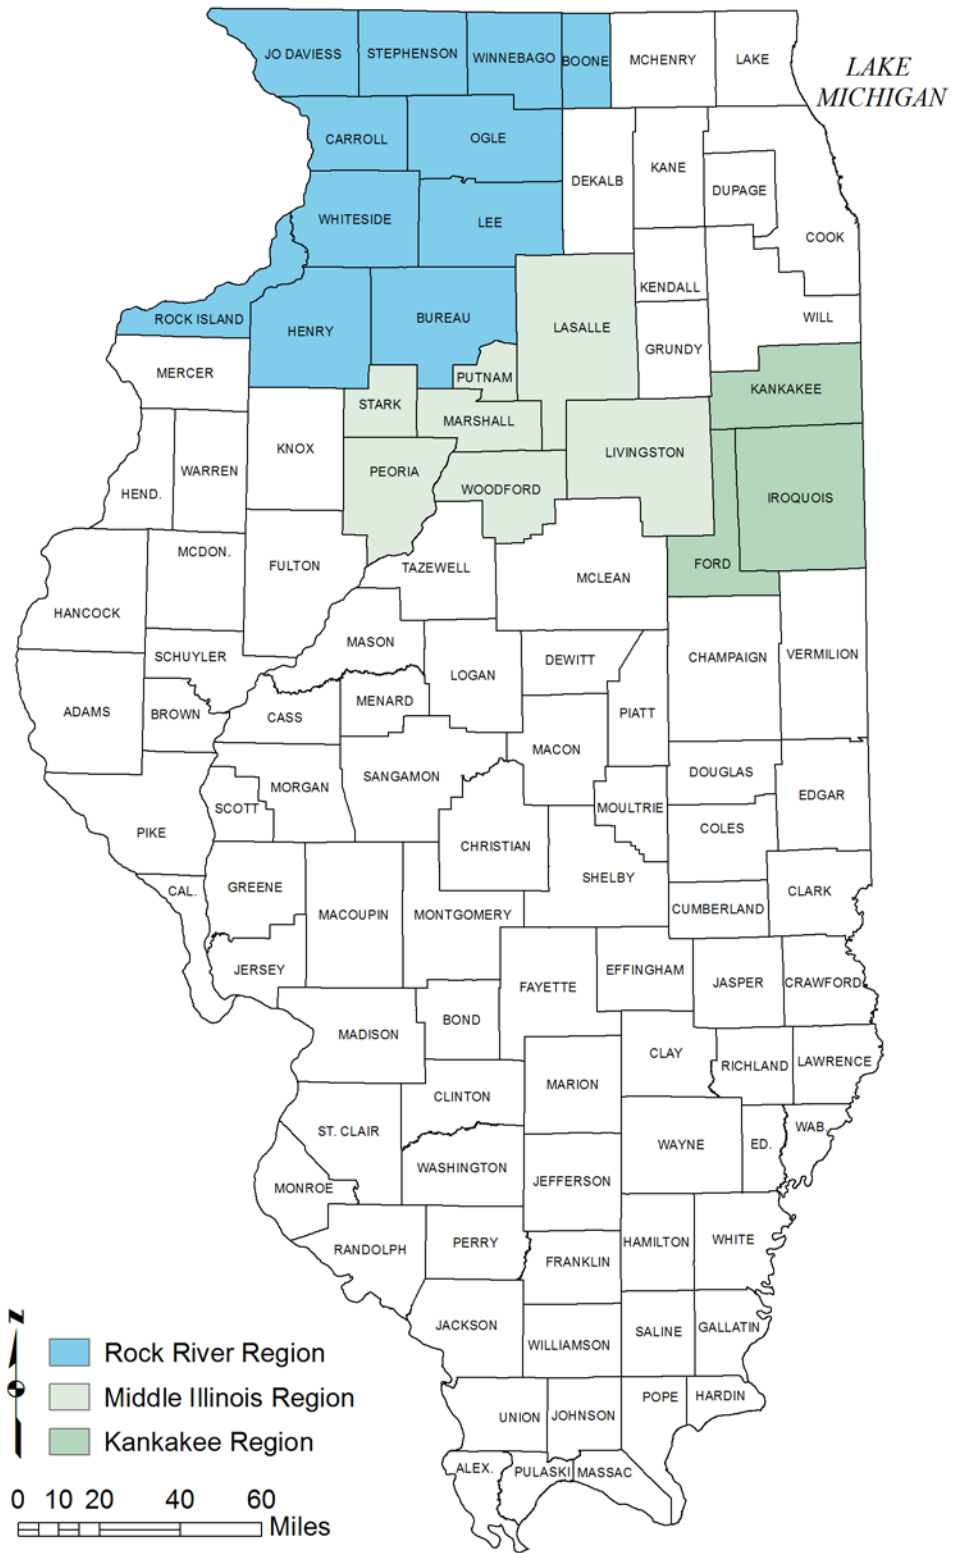 JO DAVIESS
STEPHENSON
WINNEBAGO
BOONE
MCHENRY
LAKE
LAKE
MICHIGAN
CARROLL
OGLE
DEKALB
KANE
DUPAGE
COOK
WHITESIDE
LEE
KENDALL
WILL
ROCK ISLAND
HENRY
BUREAU
LASALLE
GRUNDY
MERCER
PUTNAM
KANKAKEE
STARK
MARSHALL
KNOX
LIVINGSTON
WARREN
PEORIA
HEND.
WOODFORD
IROQUOIS
MCDON.
FULTON
TAZEWELL
MCLEAN
FORD
HANCOCK
SCHUYLER
MASON
LOGAN
DEWITT
CHAMPAIGN
VERMILION
ADAMS
BROWN
CASS
MENARD
PIATT
MACON
SANGAMON
DOUGLAS
MORGAN
SCOTT
MOULTRIE
EDGAR
PIKE
CHRISTIAN
COLES
SHELBY
CAL.
GREENE
CLARK
MACOUPIN
MONTGOMERY
CUMBERLAND
JERSEY
EFFINGHAM
FAYETTE
JASPER
CRAWFORD
MADISON
BOND
CLAY
RICHLAND
LAWRENCE
CLINTON
MARION
ST. CLAIR
WAYNE
ED.
WAB.
WASHINGTON
JEFFERSON
MONROE
RANDOLPH
PERRY
HAMILTON
WHITE
FRANKLIN
JACKSON
WILLIAMSON
SALINE
GALLATIN
UNION
JOHNSON
POPE
HARDIN
ALEX.
PULASKI
MASSAC
N
Rock River Region
Middle Illinois Region
Kankakee Region
0 10 20 40 60
Miles